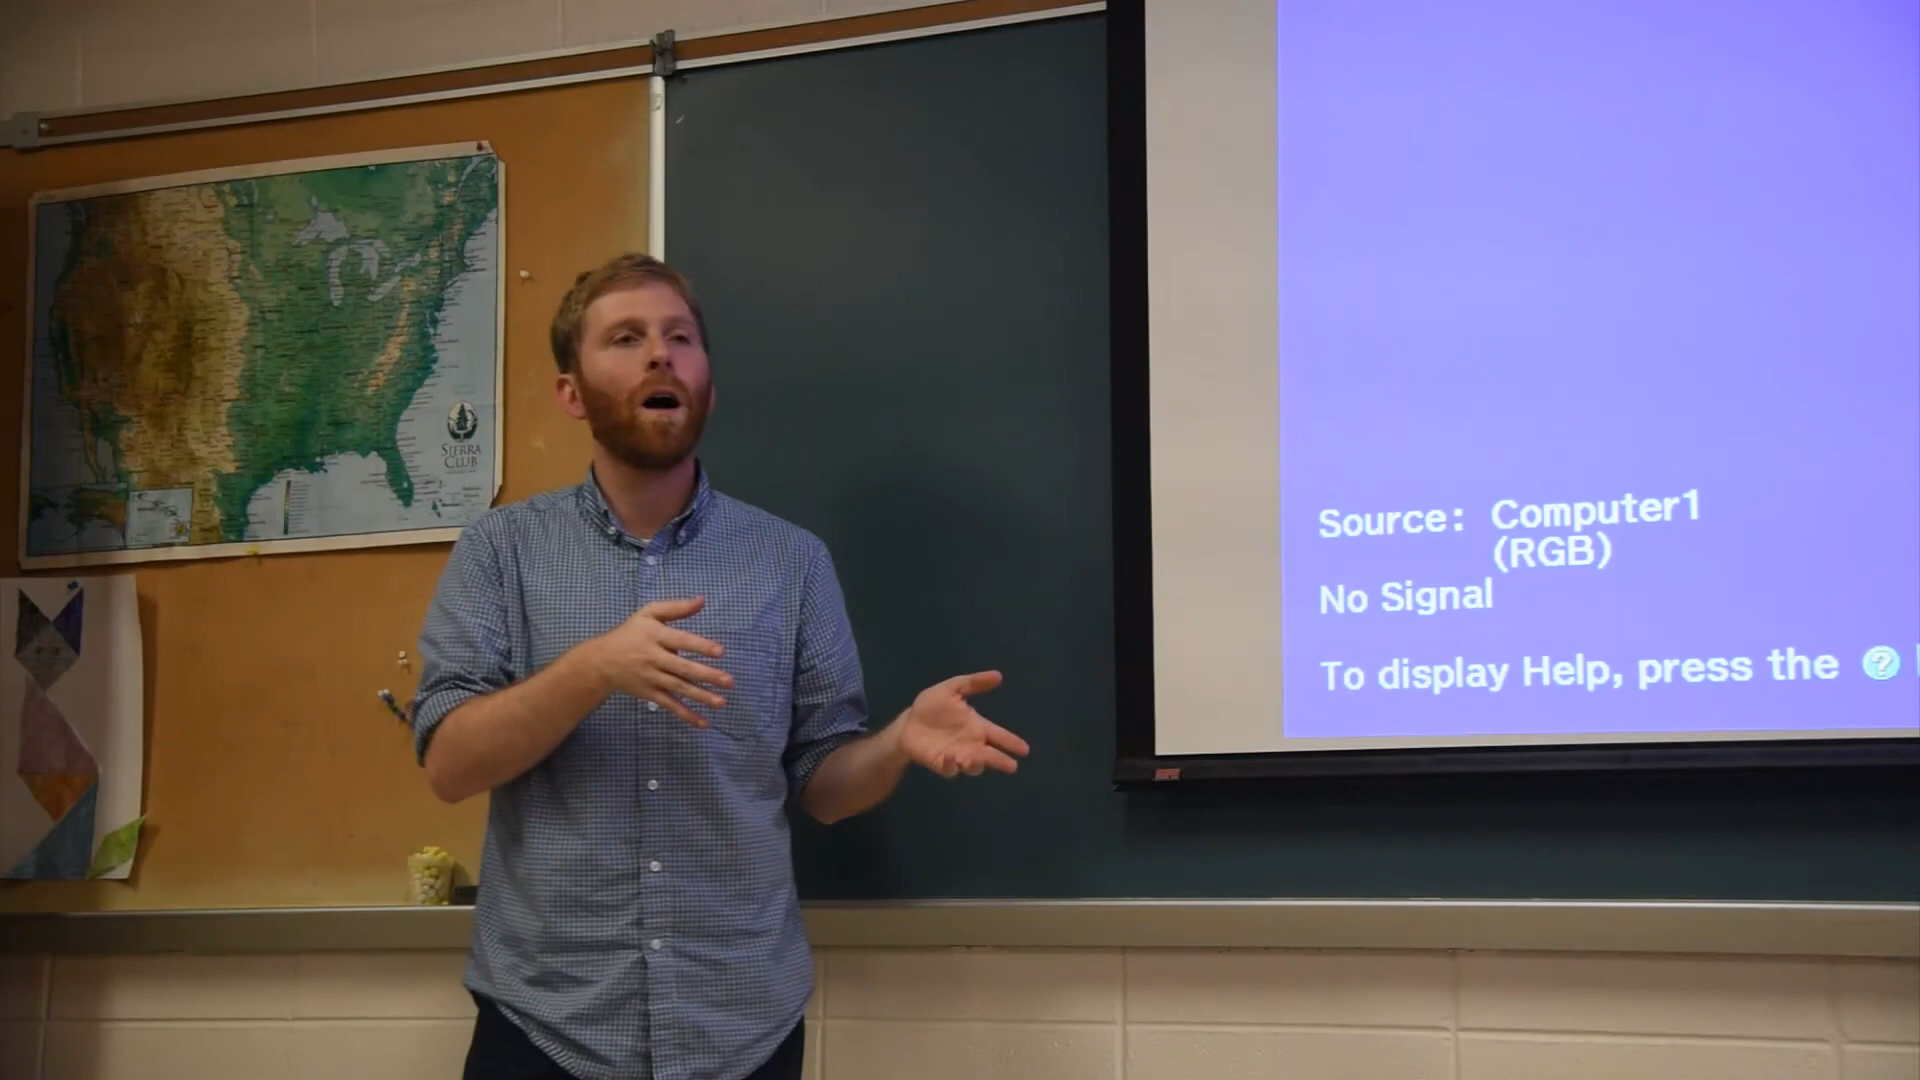 SIERRA
CLUB
Source: Computer1
(RGB)
No Signal
To display Help, press the